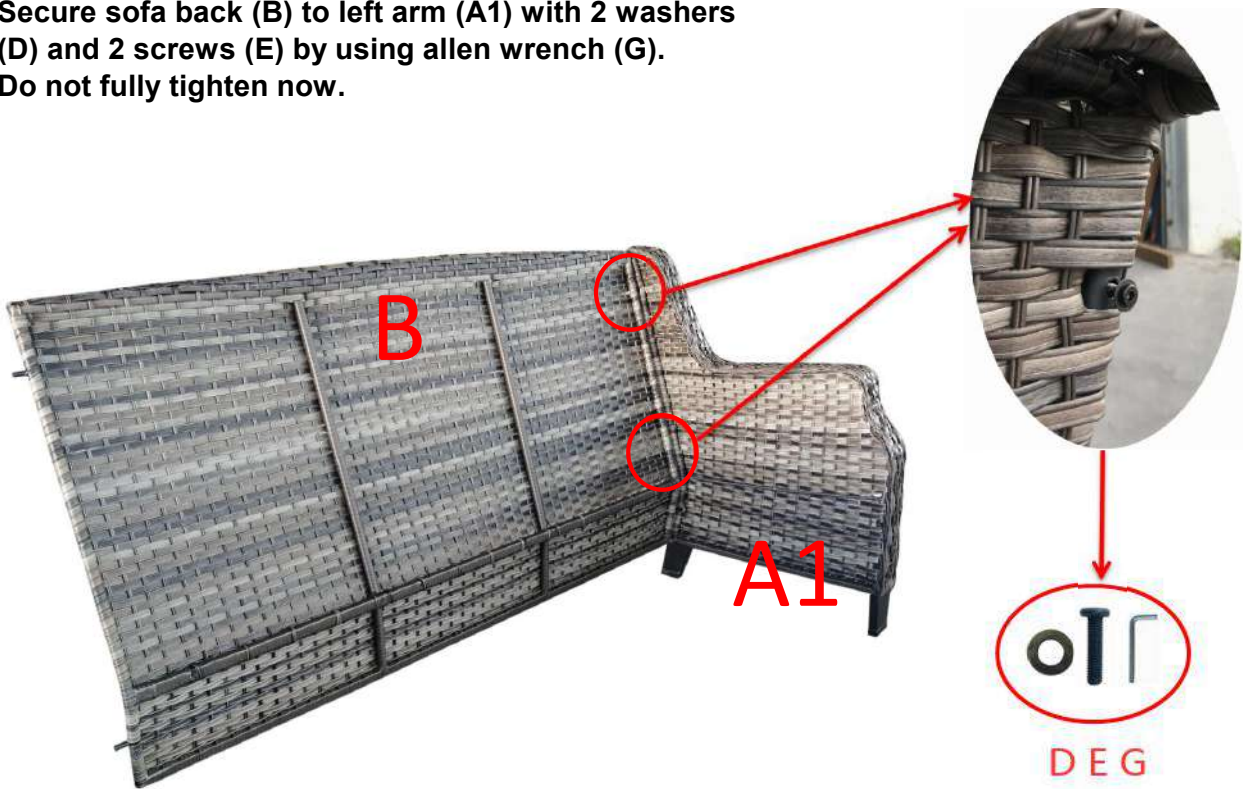 Secure sofa back (B) to left arm (A1) with 2 washers
(D) and 2 screws (E) by using allen wrench (G).
Do not fully tighten now.
B
A1
D E G